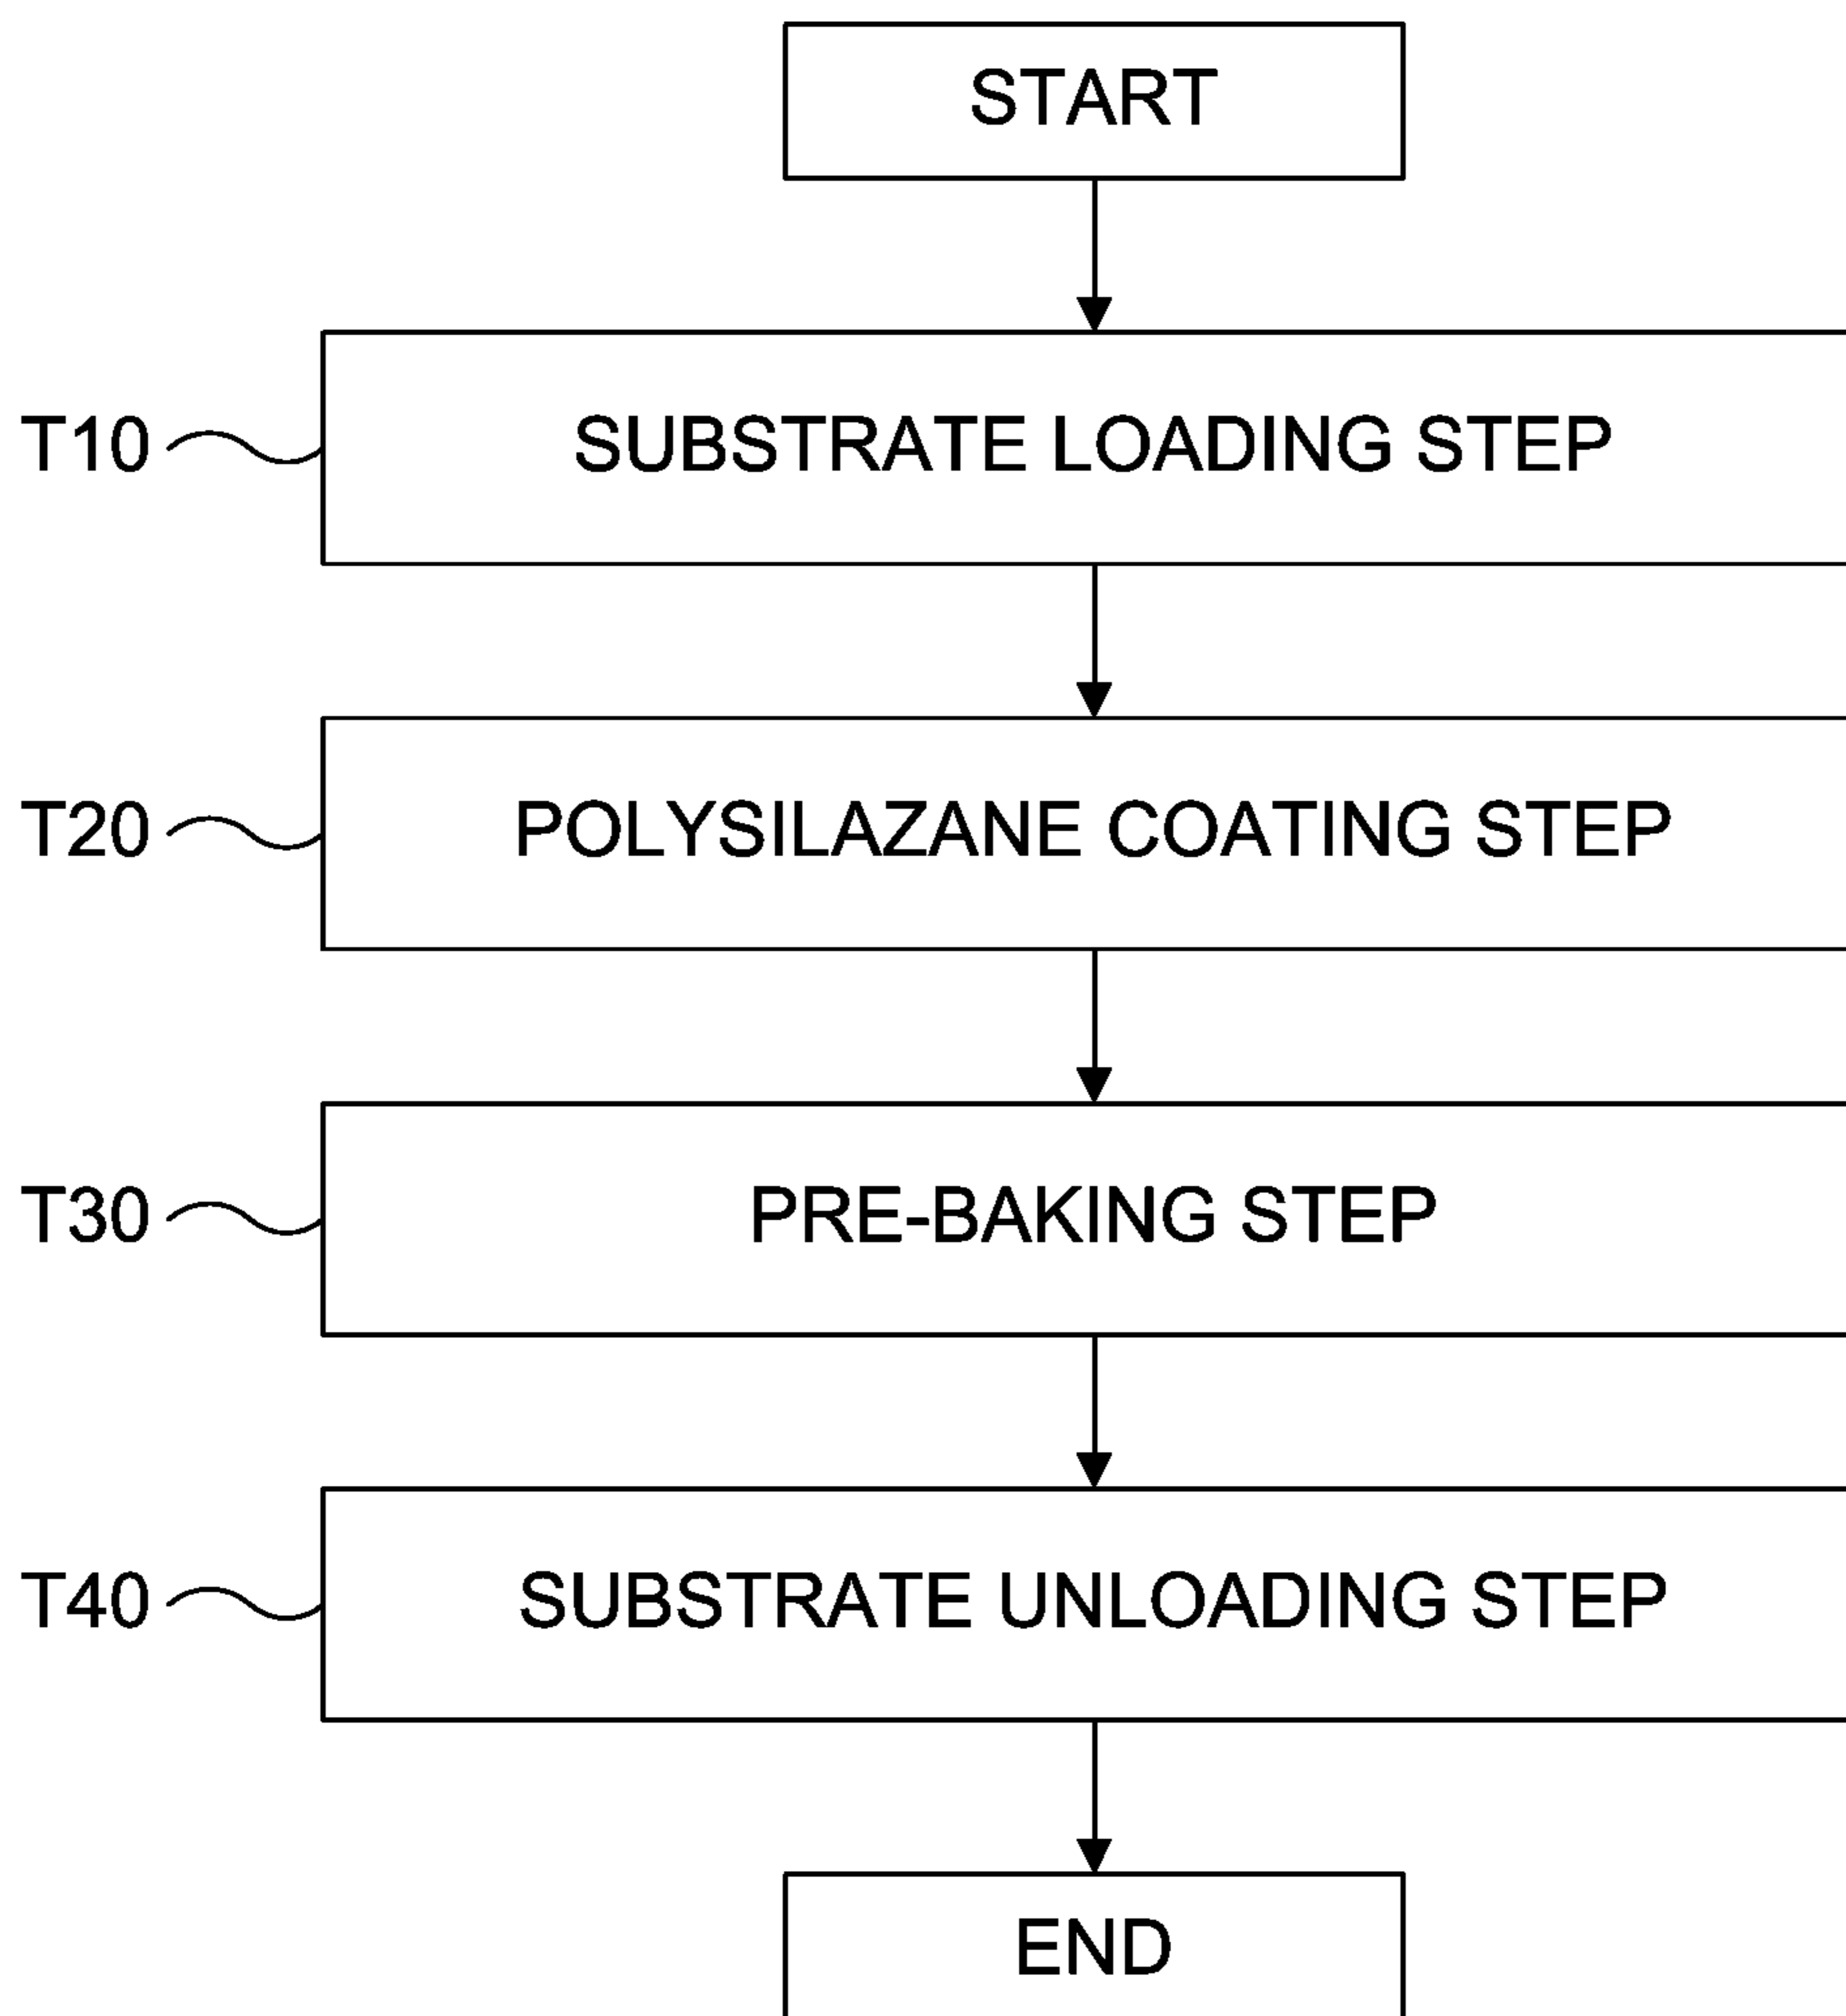 START
T10 SUBSTRATE LOADING STEP
T20 POLYSILAZANE COATING STEP
T30 PRE-BAKING STEP
T40 SUBSTRATE UNLOADING STEP
END